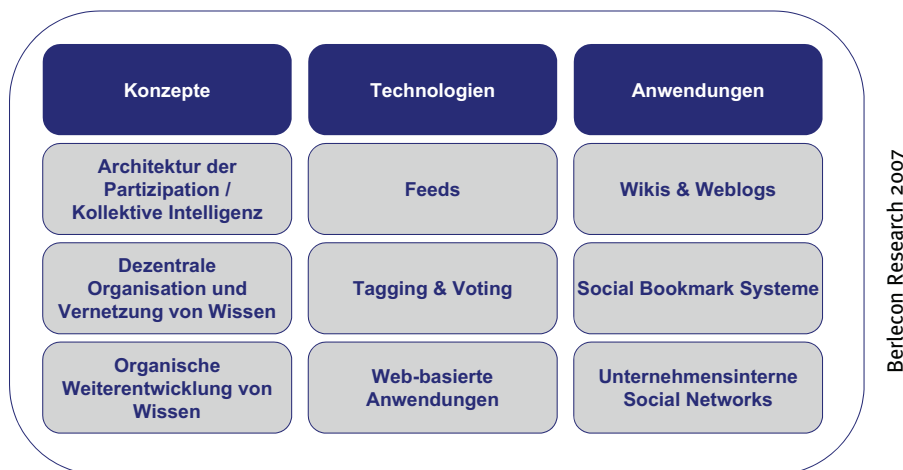 Konzepte
Technologien
Anwendungen
Architektur der
Partizipation /
Kollektive Intelligenz
Feeds
Wikis & Weblogs
Dezentrale
Organisation und
Vernetzung von Wissen
Tagging & Voting
Social Bookmark Systeme
Organische
Weiterentwicklung von
Wissen
Web-basierte
Anwendungen
Unternehmensinterne
Social Networks
Berlecon Research 2007